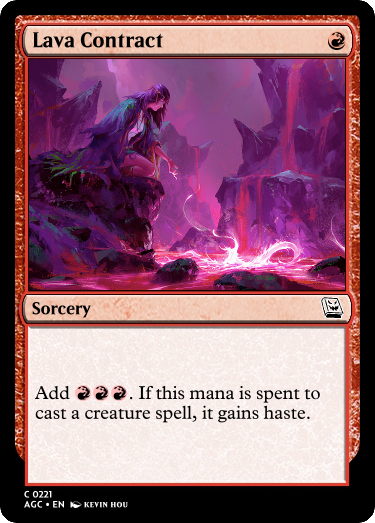 Lava Contract
Sorcery
Add. If this mana is spent to
cast a creature spell, it gains haste.
C 0221
AGC • EN KEVIN HOU